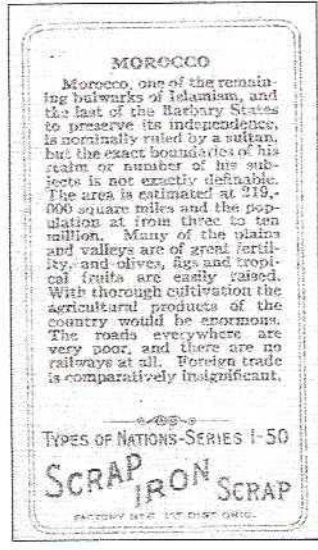 MOROCCO
Morocco, one of the remain-
ing bulwarks of Islamism, and
the last of the Barbary States
to preserve its independence,
is nominally ruled by a sultan,
but the exact boundaries of his
realm or number of his sub-
jects is not exactly definable.
The area is estimated at 219,-
000 square miles and the pop-
ulation at from three to ten
million. Many of the plains
and valleys are of great fertil-
ity, and olives, figs and tropi-
cal fruits are easily raised.
With thorough cultivation the
agricultural products of the
country would be enormous.
The roads everywhere are
very poor, and there are no
railways at all. Foreign trade
is comparatively insignificant.
TYPES OF NATIONS-SERIES 1-50
SCRAP IRON SCRAP
FACTORY 1ST DIST. OHIO.